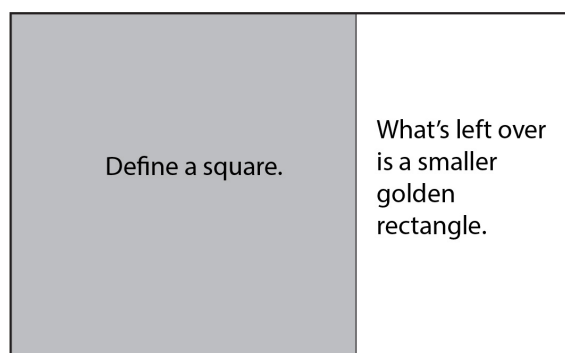 Define a square.
What’s left over
is a smaller
golden
rectangle.